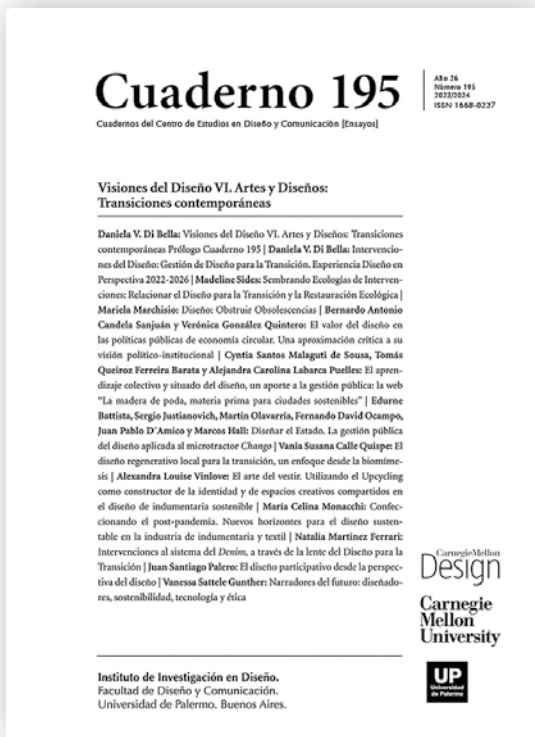 Cuaderno 195
Año 26
Número 195
2022/2024
ISSN 1668-0227
Cuadernos del Centro de Estudios en Diseño y Comunicación [Ensayos]
Visiones del Diseño VI. Artes y Diseños:
Transiciones contemporáneas
Daniela V. Di Bella: Visiones del Diseño VI. Artes y Diseños: Transiciones
contemporáneas Prólogo Cuaderno 195 | Daniela V. Di Bella: Intervencio-
nes del Diseño: Gestión de Diseño para la Transición. Experiencia Diseño en
Perspectiva 2022-2026 | Madeline Sides: Sembrando Ecologías de Interven-
ciones: Relacionar el Diseño para la Transición y la Restauración Ecológica |
Mariela Marchisio: Diseño: Obstruir Obsolescencias | Bernardo Antonio
Candela Sanjuán y Verónica González Quintero: El valor del diseño en
las políticas públicas de economía circular. Una aproximación crítica a su
visión político-institucional | Cyntia Santos Malaguti de Sousa, Tomás
Queiroz Ferreira Barata y Alejandra Carolina Labarca Puelles: El apren-
dizaje colectivo y situado del diseño, un aporte a la gestión pública: la web
“La madera de poda, materia prima para ciudades sostenibles” | Edurne
Battista, Sergio Justianovich, Martín Olavarría, Fernando David Ocampo,
Juan Pablo D´Amico y Marcos Hall: Diseñar el Estado. La gestión pública
del diseño aplicada al microtractor Chango | Vania Susana Calle Quispe: El
diseño regenerativo local para la transición, un enfoque desde la biomíme-
sis | Alexandra Louise Vinlove: El arte del vestir. Utilizando el Upcycling
como constructor de la identidad y de espacios creativos compartidos en
el diseño de indumentaria sostenible | María Celina Monacchi: Confec-
cionando el post-pandemia. Nuevos horizontes para el diseño susten-
table en la industria de indumentaria y textil | Natalia Martinez Ferrari:
Intervenciones al sistema del Denim, a través de la lente del Diseño para la
Transición | Juan Santiago Palero: El diseño participativo desde la perspec-
tiva del diseño | Vanessa Sattele Gunther: Narradores del futuro: diseñado-
res, sostenibilidad, tecnología y ética
CarnegieMellon
Design
Carnegie
Mellon
University
UP
Universidad
de Palermo
Instituto de Investigación en Diseño.
Facultad de Diseño y Comunicación.
Universidad de Palermo. Buenos Aires.